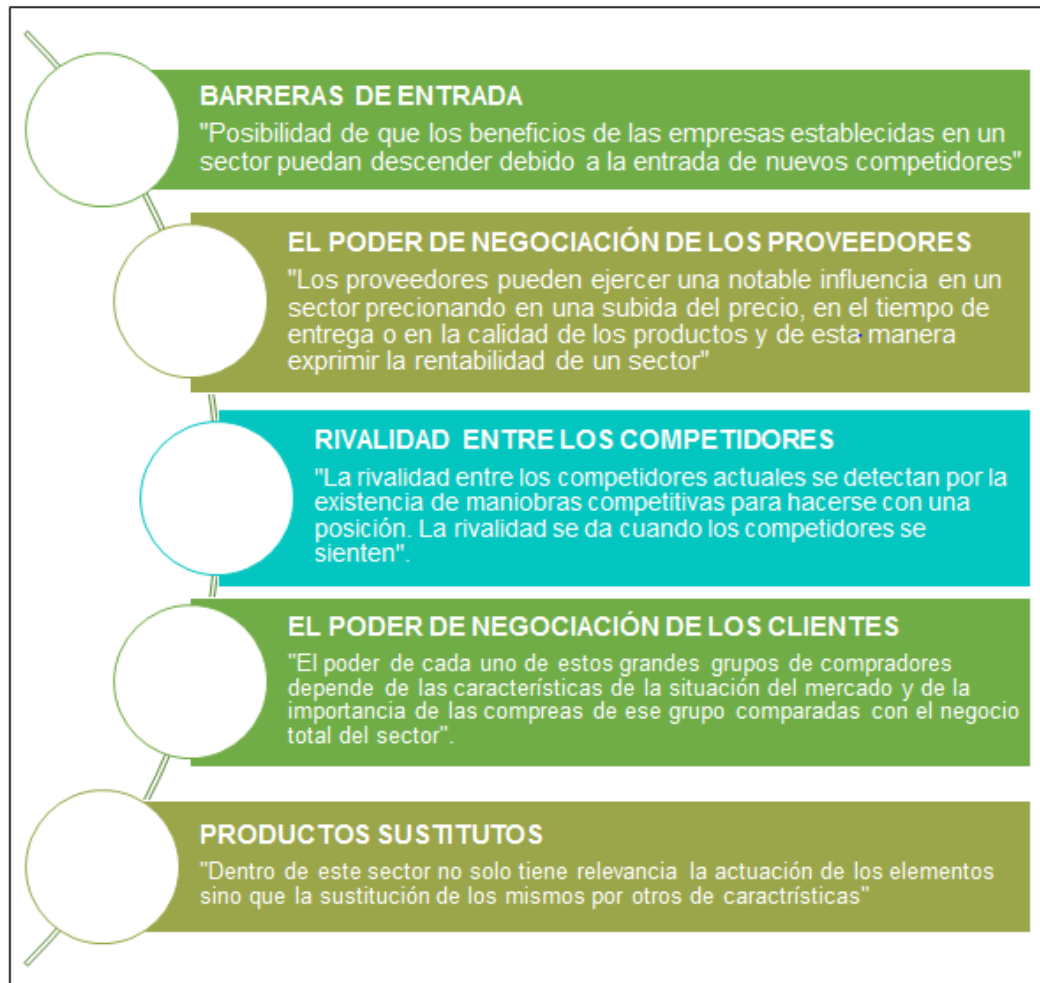 BARRERAS DE ENTRADA
"Posibilidad de que los beneficios de las empresas establecidas en un
sector puedan descender debido a la entrada de nuevos competidores"
EL PODER DE NEGOCIACIÓN DE LOS PROVEEDORES
"Los proveedores pueden ejercer una notable influencia en un
sector precionando en una subida del precio, en el tiempo de
entrega o en la calidad de los productos y de esta manera
exprimir la rentabilidad de un sector"
RIVALIDAD ENTRE LOS COMPETIDORES
"La rivalidad entre los competidores actuales se detectan por la
existencia de maniobras competitivas para hacerse con una
posición. La rivalidad se da cuando los competidores se
sienten".
EL PODER DE NEGOCIACIÓN DE LOS CLIENTES
"El poder de cada uno de estos grandes grupos de compradores
depende de las características de la situación del mercado y de la
importancia de las compreas de ese grupo comparadas con el negocio
total del sector".
PRODUCTOS SUSTITUTOS
"Dentro de este sector no solo tiene relevancia la actuación de los elementos
sino que la sustitución de los mismos por otros de caractrísticas"